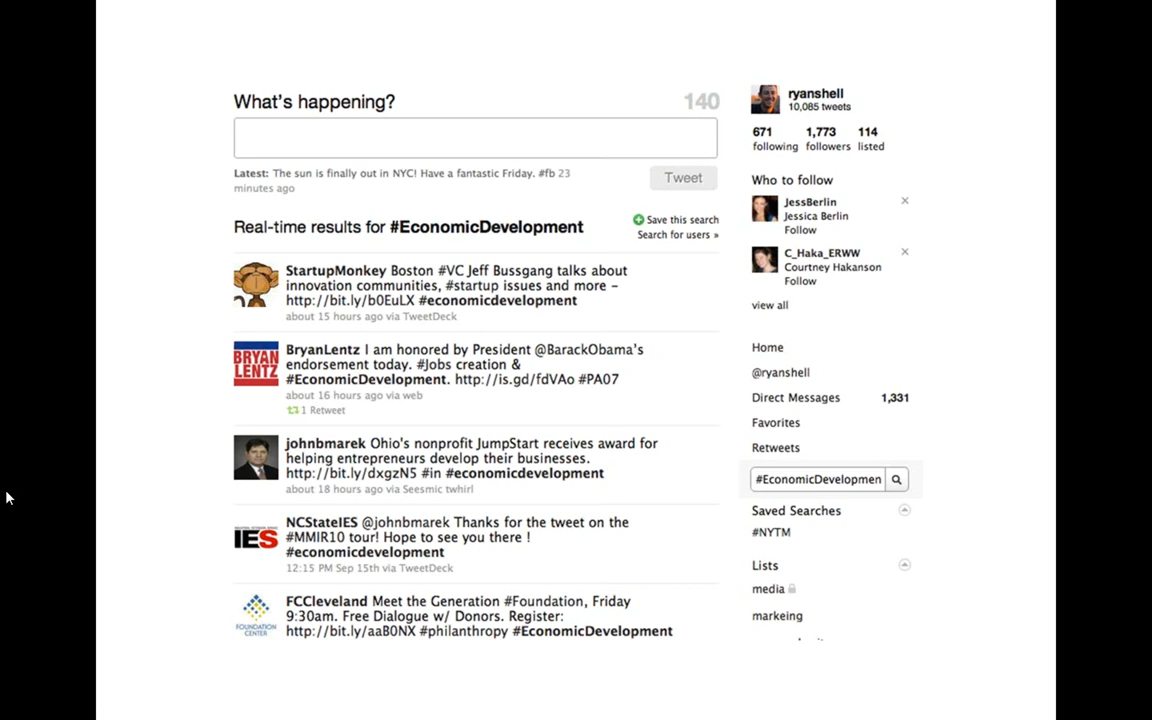 What's happening?
140
Latest: The sun is finally out in NYC! Have a fantastic Friday. #fb 23
minutes ago
Tweet
Real-time results for #EconomicDevelopment
Save this search
Search for users »
StartupMonkey Boston #VC Jeff Bussgang talks about
innovation communities, #startup issues and more –
http://bit.ly/b0EuLX #economicdevelopment
about 15 hours ago via TweetDeck
BRYAN
LENTZ
BryanLentz I am honored by President @BarackObama's
endorsement today. #Jobs creation &
#EconomicDevelopment. http://is.gd/fdVAo #PA07
about 16 hours ago via web
1 Retweet
johnbmarek Ohio's nonprofit JumpStart receives award for
helping entrepreneurs develop their businesses.
http://bit.ly/dxgzN5 #in #economicdevelopment
about 18 hours ago via Seesmic twhirl
IES
NCStateIES @johnbmarek Thanks for the tweet on the
#MMIR10 tour! Hope to see you there !
#economicdevelopment
12:15 PM Sep 15th via TweetDeck
FOUNDATION
CENTER
FCCleveland Meet the Generation #Foundation, Friday
9:30am. Free Dialogue w/ Donors. Register:
http://bit.ly/aaB0NX #philanthropy #EconomicDevelopment
ryanshell
10,085 tweets
671 1,773 114
following followers listed
Who to follow
JessBerlin
Jessica Berlin
Follow
C_Haka_ERWW
Courtney Hakanson
Follow
view all
Home
@ryanshell
Direct Messages 1,331
Favorites
Retweets
#EconomicDevelopmen
Saved Searches
#NYTM
Lists
media
markeing